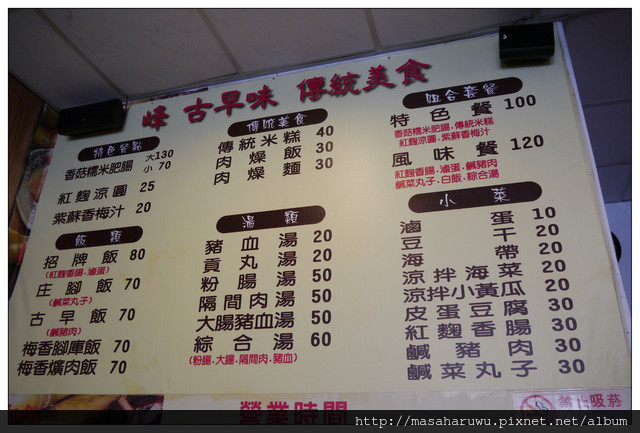 峰 古早味 傳統美食
特色餐點
香菇糯米肥腸 大130 小70
紅麴涼圓 25
紫蘇香梅汁 20
飯類
招牌飯 80
(紅麴香腸.滷蛋)
庄腳飯 70
(鹹菜丸子)
古早飯 70
(鹹豬肉)
梅香腳庫飯 70
梅香爌肉飯 70
傳統美食
傳統米糕 40
肉燥飯 30
肉燥麵 30
湯類
豬血湯 20
貢丸湯 20
粉腸湯 50
隔間肉湯 50
大腸豬血湯 50
綜合湯 60
(粉腸.大腸.隔間肉.豬血)
組合套餐
特色餐 100
香菇糯米肥腸.傳統米糕
紅麴涼圓.紫蘇香梅汁
風味餐 120
紅麴香腸.滷蛋.鹹豬肉
鹹菜丸子.白飯.綜合湯
小菜
滷蛋 10
豆干 20
海帶 20
涼拌海菜 20
涼拌小黃瓜 20
皮蛋豆腐 30
紅麴香腸 30
鹹豬肉 30
鹹菜丸子 30
營業時間
禁止吸菸
http://masaharuwu.pixnet.net/album